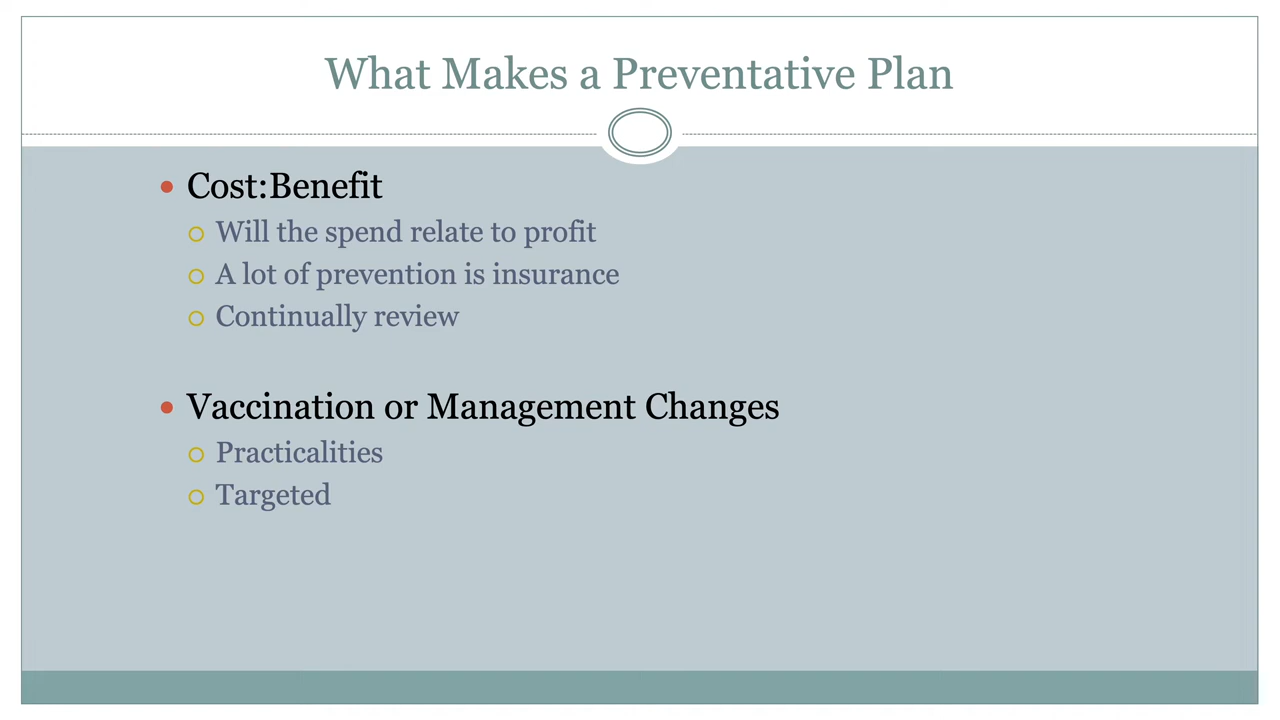 What Makes a Preventative Plan
Cost:Benefit
Will the spend relate to profit
A lot of prevention is insurance
Continually review
Vaccination or Management Changes
Practicalities
Targeted